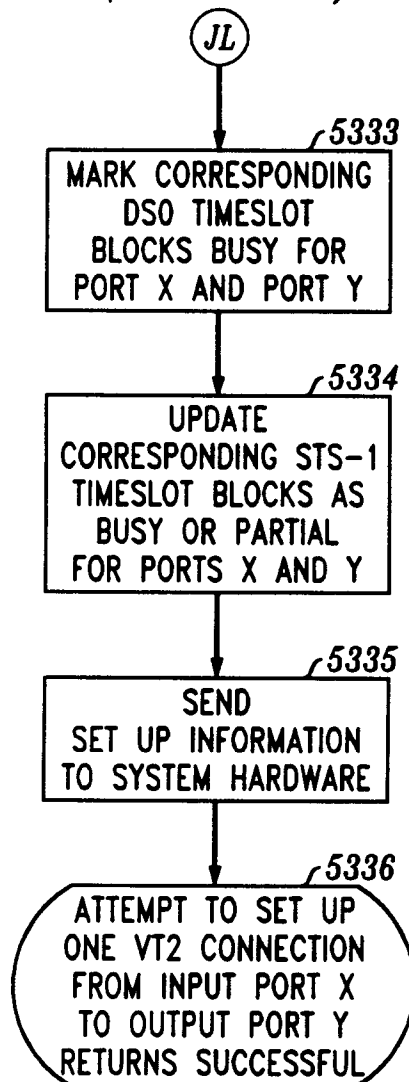 JL
5333
MARK CORRESPONDING
DS0 TIMESLOT
BLOCKS BUSY FOR
PORT X AND PORT Y
5334
UPDATE
CORRESPONDING STS-1
TIMESLOT BLOCKS AS
BUSY OR PARTIAL
FOR PORTS X AND Y
5335
SEND
SET UP INFORMATION
TO SYSTEM HARDWARE
5336
ATTEMPT TO SET UP
ONE VT2 CONNECTION
FROM INPUT PORT X
TO OUTPUT PORT Y
RETURNS SUCCESSFUL